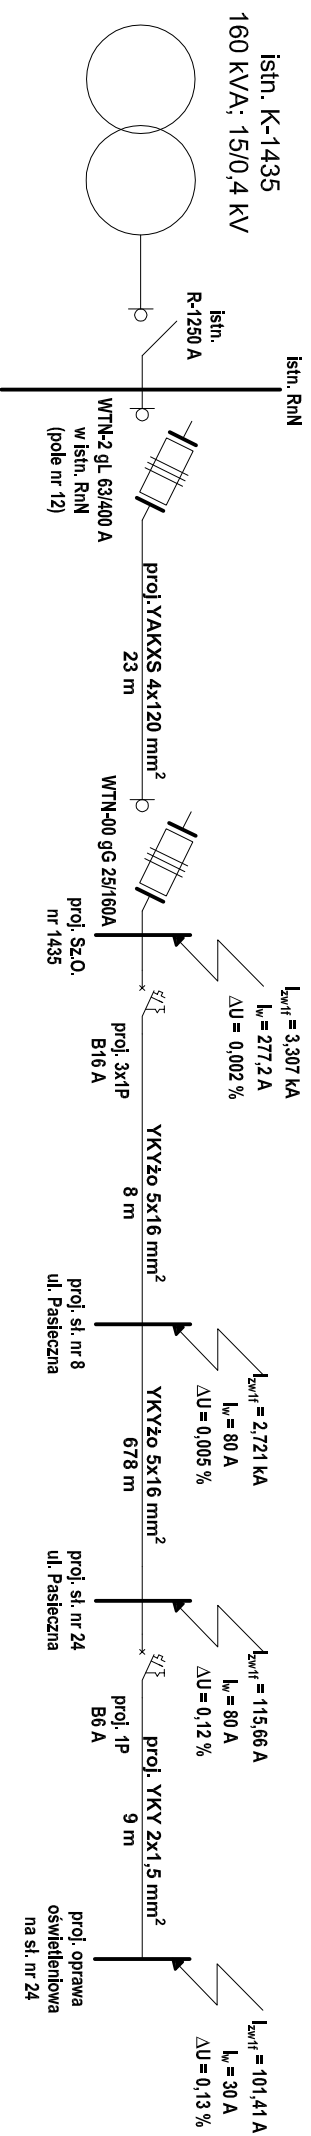 istn. K-1435
160 kVA; 15/0,4 kV
istn.
R-1250 A
istn. RnN
WTN-2 gL 63/400 A
w istn. RnN
(pole nr 12)
proj.YAKXS 4x120 mm²
23 m
WTN-00 gG 25/160A
proj. Sz.O.
nr 1435
Izw1f = 3,307 kA
Iw = 277,2 A
ΔU = 0,002 %
proj. 3x1P
B16 A
YKYżo 5x16 mm²
8 m
proj. sł. nr 8
ul. Pasieczna
Izw1f = 2,721 kA
Iw = 80 A
ΔU = 0,005 %
YKYżo 5x16 mm²
678 m
proj. sł. nr 24
ul. Pasieczna
Izw1f = 115,66 A
Iw = 80 A
ΔU = 0,12 %
proj. 1P
B6 A
proj. YKY 2x1,5 mm²
9 m
proj. oprawa
oświetleniowa
na sł. nr 24
Izw1f = 101,41 A
Iw = 30 A
ΔU = 0,13 %